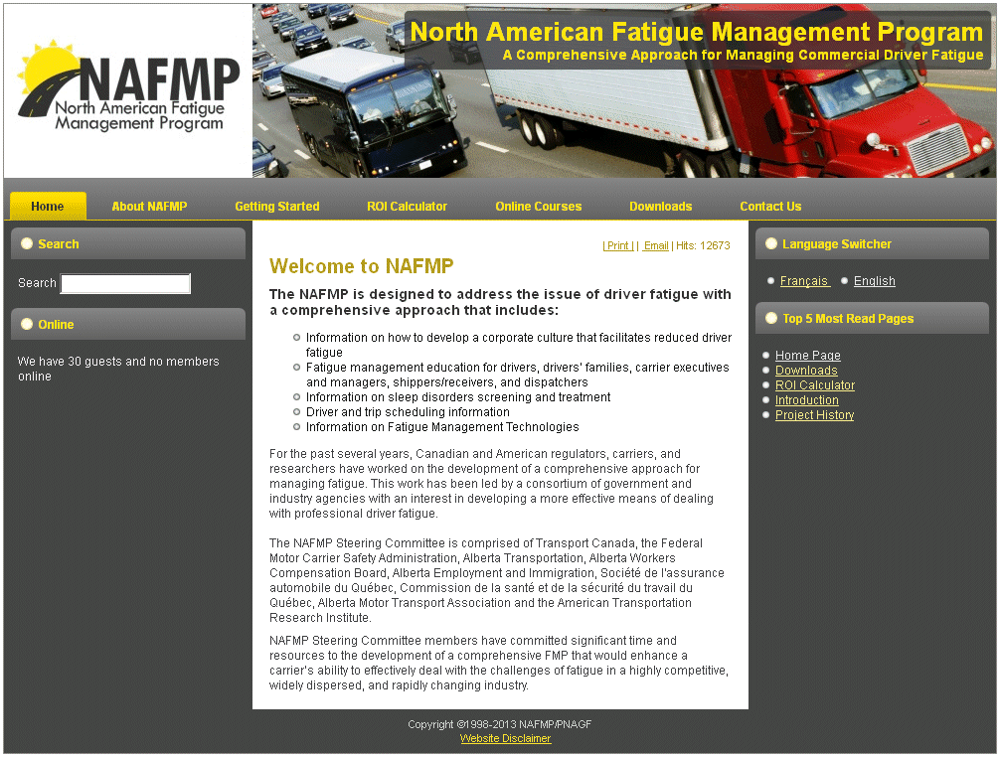 NAFMP
North American Fatigue
Management Program
North American Fatigue Management Program
A Comprehensive Approach for Managing Commercial Driver Fatigue
Home About NAFMP Getting Started ROI Calculator Online Courses Downloads Contact Us
Search
Search
Online
We have 30 guests and no members
online
| Print | | Email | Hits: 12673
Welcome to NAFMP
The NAFMP is designed to address the issue of driver fatigue with
a comprehensive approach that includes:
Information on how to develop a corporate culture that facilitates reduced driver
fatigue
Fatigue management education for drivers, drivers' families, carrier executives
and managers, shippers/receivers, and dispatchers
Information on sleep disorders screening and treatment
Driver and trip scheduling information
Information on Fatigue Management Technologies
For the past several years, Canadian and American regulators, carriers, and
researchers have worked on the development of a comprehensive approach for
managing fatigue. This work has been led by a consortium of government and
industry agencies with an interest in developing a more effective means of dealing
with professional driver fatigue.
The NAFMP Steering Committee is comprised of Transport Canada, the Federal
Motor Carrier Safety Administration, Alberta Transportation, Alberta Workers
Compensation Board, Alberta Employment and Immigration, Société de l'assurance
automobile du Québec, Commission de la santé et de la sécurité du travail du
Québec, Alberta Motor Transport Association and the American Transportation
Research Institute.
NAFMP Steering Committee members have committed significant time and
resources to the development of a comprehensive FMP that would enhance a
carrier's ability to effectively deal with the challenges of fatigue in a highly competitive,
widely dispersed, and rapidly changing industry.
Language Switcher
Français English
Top 5 Most Read Pages
Home Page
Downloads
ROI Calculator
Introduction
Project History
Copyright ©1998-2013 NAFMP/PNAGF
Website Disclaimer